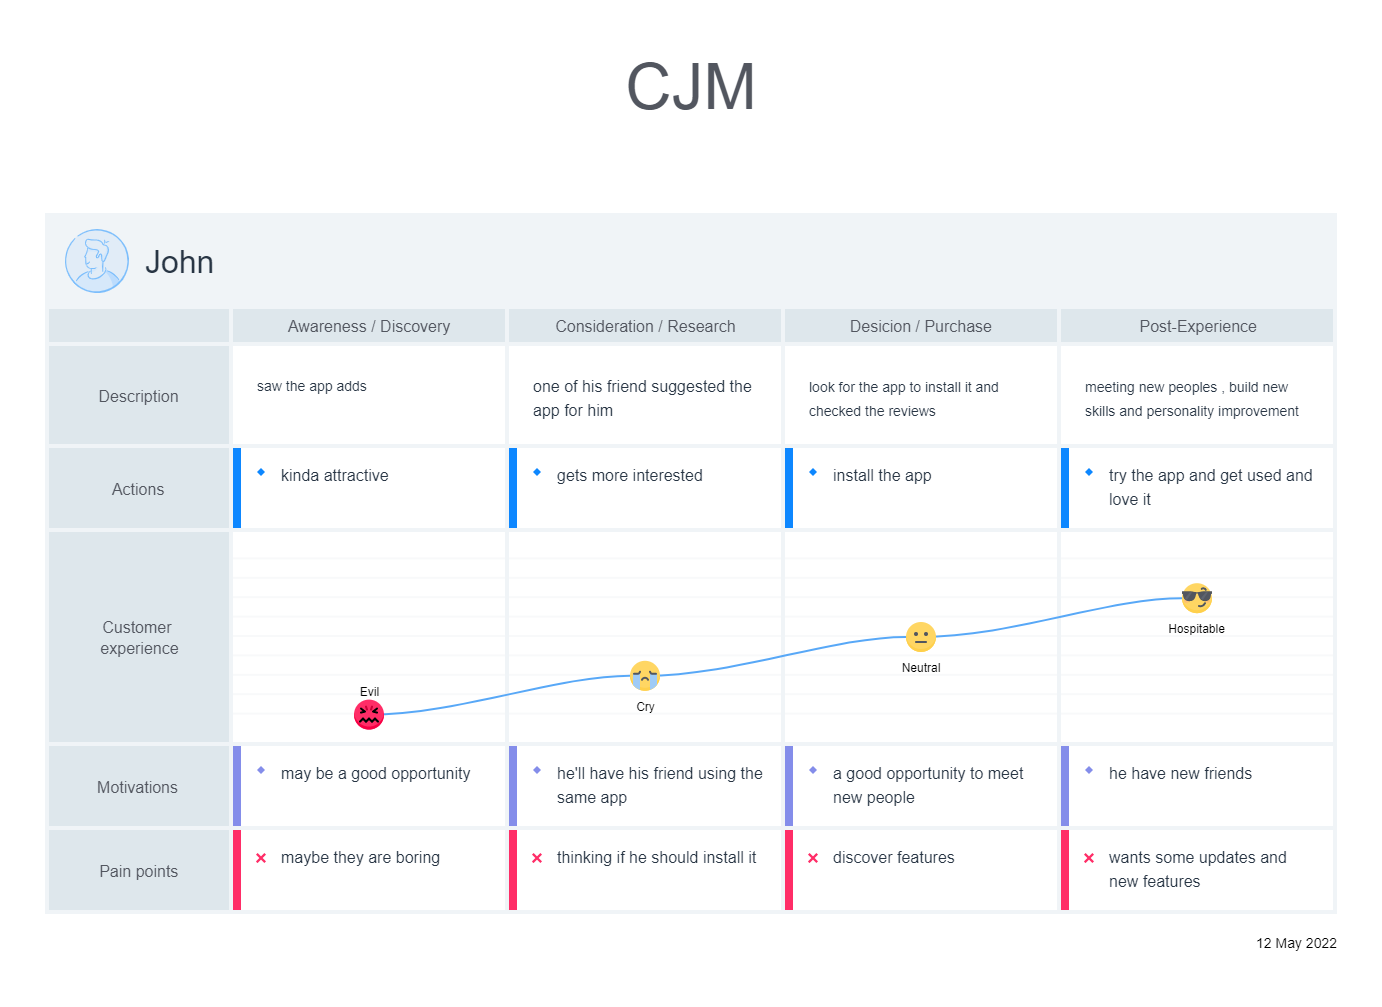 CJM
John
Awareness / Discovery
Consideration / Research
Desicion / Purchase
Post-Experience
Description
saw the app adds
one of his friend suggested the
app for him
look for the app to install it and
checked the reviews
meeting new peoples , build new
skills and personality improvement
Actions
kinda attractive
gets more interested
install the app
try the app and get used and
love it
Customer
experience
Evil
Cry
Neutral
Hospitable
Motivations
may be a good opportunity
he'll have his friend using the
same app
a good opportunity to meet
new people
he have new friends
Pain points
maybe they are boring
thinking if he should install it
discover features
wants some updates and
new features
12 May 2022